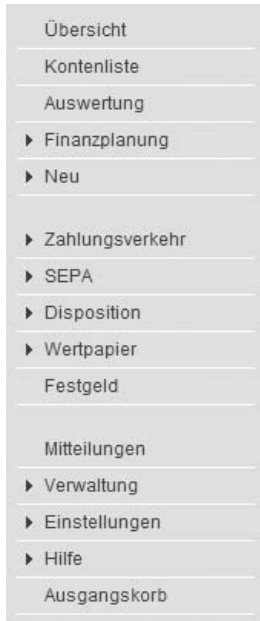 Übersicht
Kontenliste
Auswertung
Finanzplanung
Neu
Zahlungsverkehr
SEPA
Disposition
Wertpapier
Festgeld
Mitteilungen
Verwaltung
Einstellungen
Hilfe
Ausgangskorb